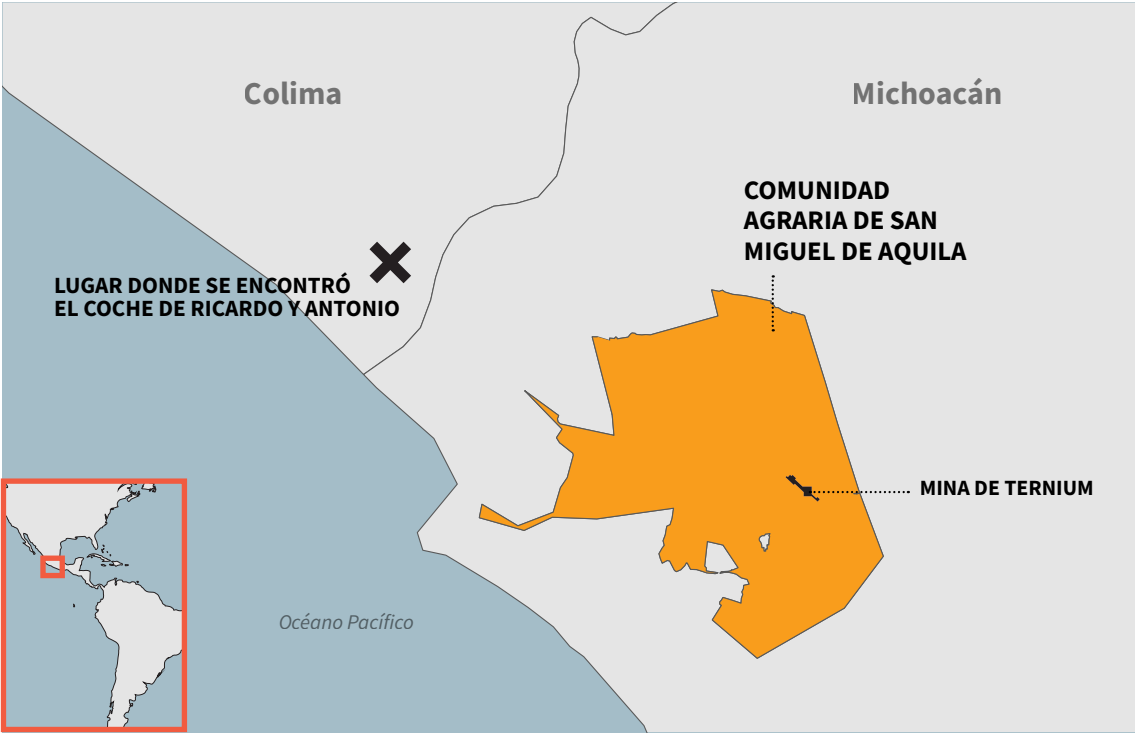 Colima
Michoacán
COMUNIDAD
AGRARIA DE SAN
MIGUEL DE AQUILA
LUGAR DONDE SE ENCONTRÓ
EL COCHE DE RICARDO Y ANTONIO
MINA DE TERNIUM
Océano Pacífico